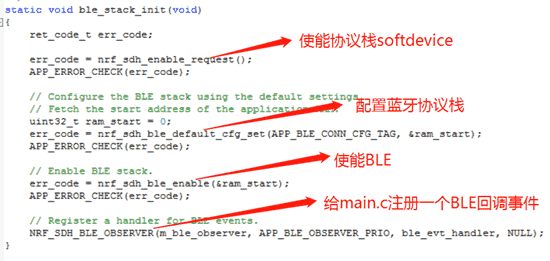 static void ble_stack_init(void)
{
ret_code_t err_code;
使能协议栈softdevice
err_code = nrf_sdh_enable_request();
APP_ERROR_CHECK(err_code);
// Configure the BLE stack using the default settings.
// Fetch the start address of the application
配置蓝牙协议栈
uint32_t ram_start = 0;
err_code = nrf_sdh_ble_default_cfg_set(APP_BLE_CONN_CFG_TAG, &ram_start);
APP_ERROR_CHECK(err_code);
使能BLE
// Enable BLE stack.
err_code = nrf_sdh_ble_enable(&ram_start);
APP_ERROR_CHECK(err_code);
给main.c注册一个BLE回调事件
// Register a handler for BLE events.
NRF_SDH_BLE_OBSERVER(m_ble_observer, APP_BLE_OBSERVER_PRIO, ble_evt_handler, NULL);
}